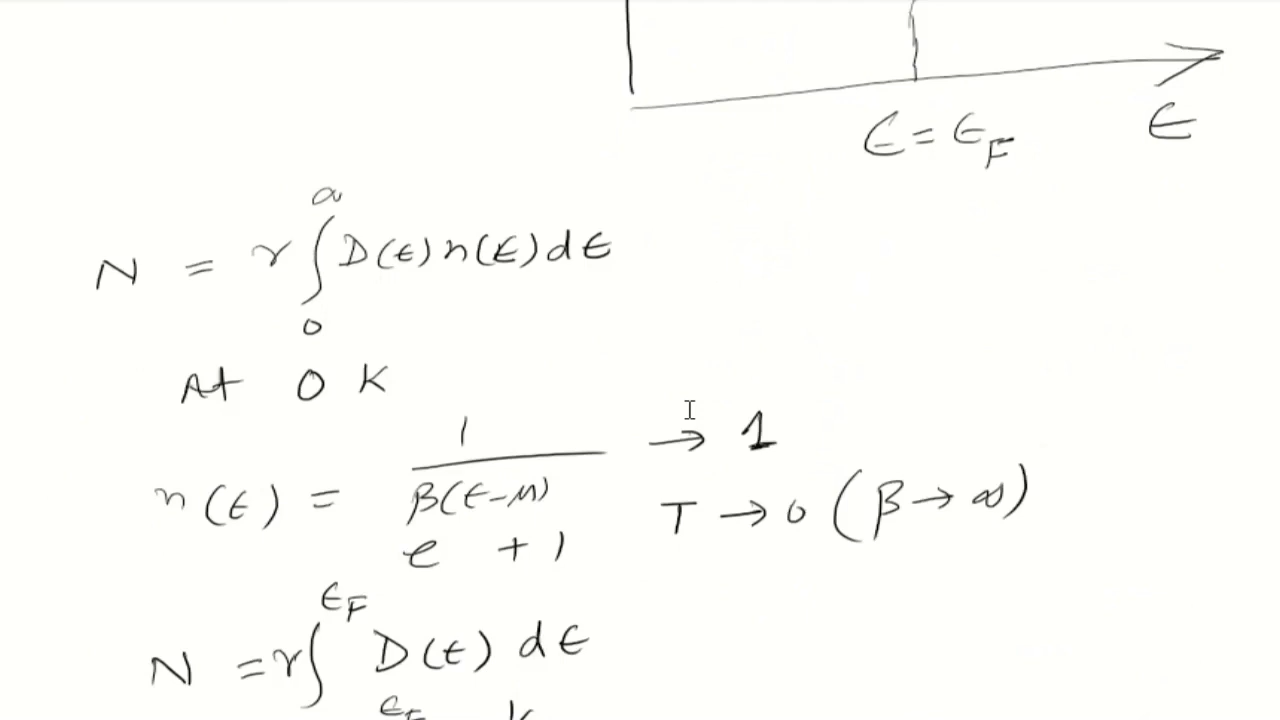 ϵ = ϵ_F ϵ
N = γ ∫_0^∝ D(ϵ) n(ϵ) dϵ
At 0 K
n(ϵ) = 1 / (e^{β(ϵ-μ)} + 1) → 1
T → 0 (β → ∞)
N = γ ∫^{ϵ_F} D(ϵ) dϵ